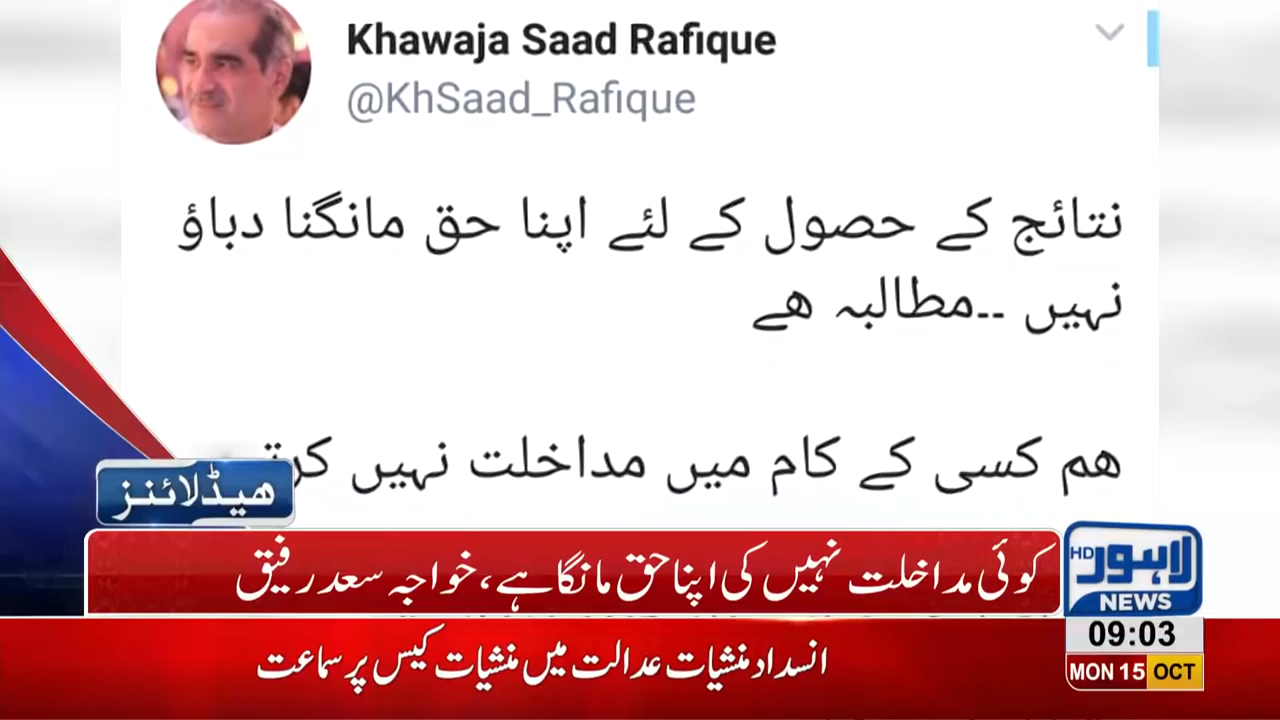 Khawaja Saad Rafique
@KhSaad_Rafique
نتائج کے حصول کے لئے اپنا حق مانگنا دباؤ
نہیں ۔۔مطالبہ ھے
ھم کسی کے کام میں مداخلت نہیں
ھیڈلائنز
کوئی مداخلت نہیں کی اپنا حق مانگا ہے، خواجہ سعد رفیق
لاہور HD
NEWS
09:03
انسداد منشیات عدالت میں منشیات کیس پر سماعت
MON 15 OCT